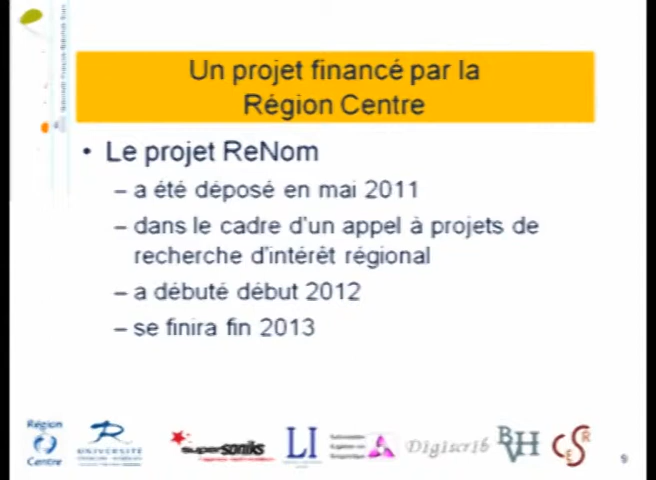 Un projet financé par la
Région Centre
• Le projet ReNom
– a été déposé en mai 2011
– dans le cadre d'un appel à projets de
recherche d'intérêt régional
– a débuté début 2012
– se finira fin 2013
Région
Centre
UNIVERSITÉ
supersoniks
LI
Digiscrib
BVH
CESR
9